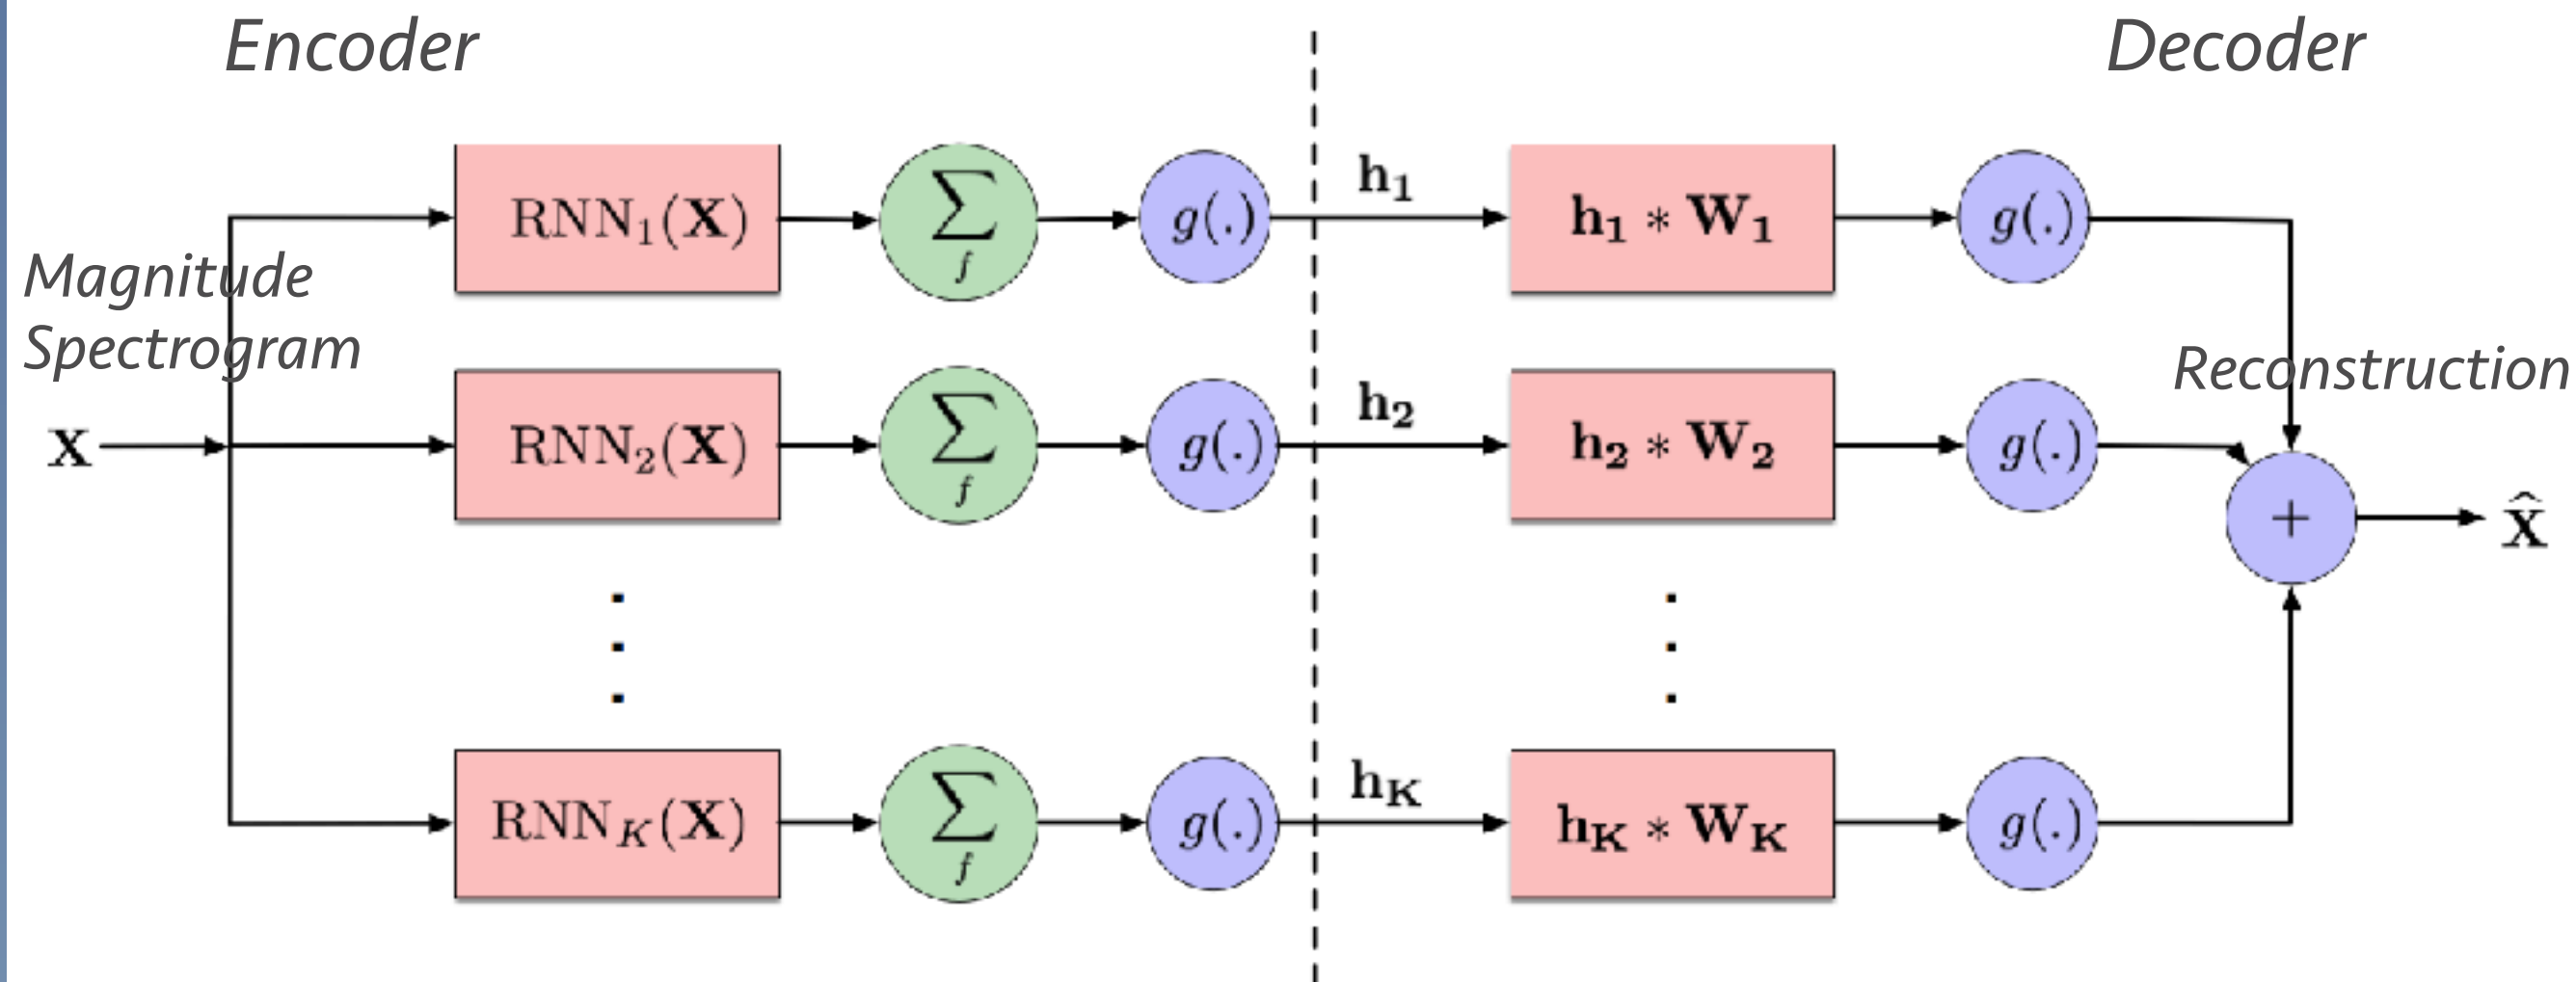 Encoder
Decoder
Magnitude
Spectrogram
Reconstruction
X
RNN₁(X)
∑
f
g(.)
h₁
h₁ * W₁
g(.)
RNN₂(X)
∑
f
g(.)
h₂
h₂ * W₂
g(.)
+
X̂
RNN_K(X)
∑
f
g(.)
h_K
h_K * W_K
g(.)